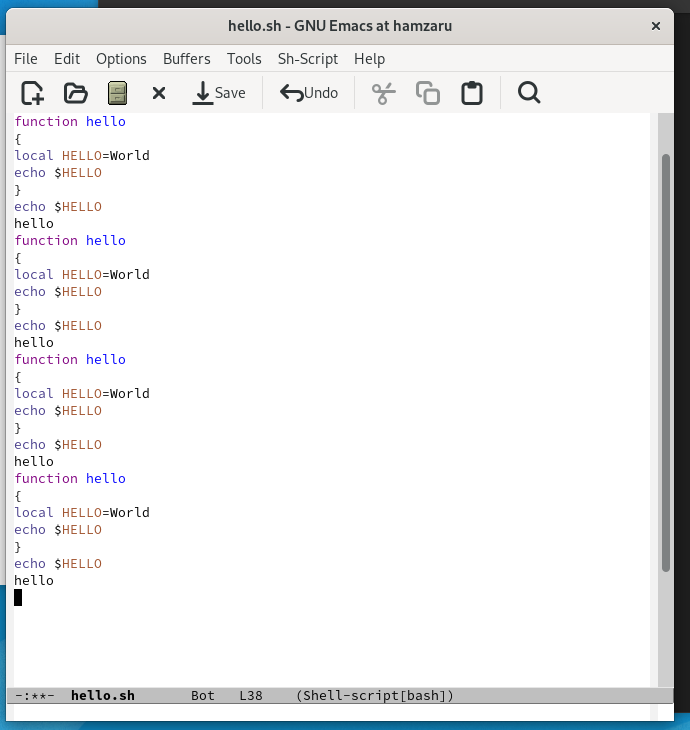 hello.sh - GNU Emacs at hamzaru
File Edit Options Buffers Tools Sh-Script Help
Save Undo
function hello
{
local HELLO=World
echo $HELLO
}
echo $HELLO
hello
function hello
{
local HELLO=World
echo $HELLO
}
echo $HELLO
hello
function hello
{
local HELLO=World
echo $HELLO
}
echo $HELLO
hello
function hello
{
local HELLO=World
echo $HELLO
}
echo $HELLO
hello
-:**- hello.sh Bot L38 (Shell-script[bash])